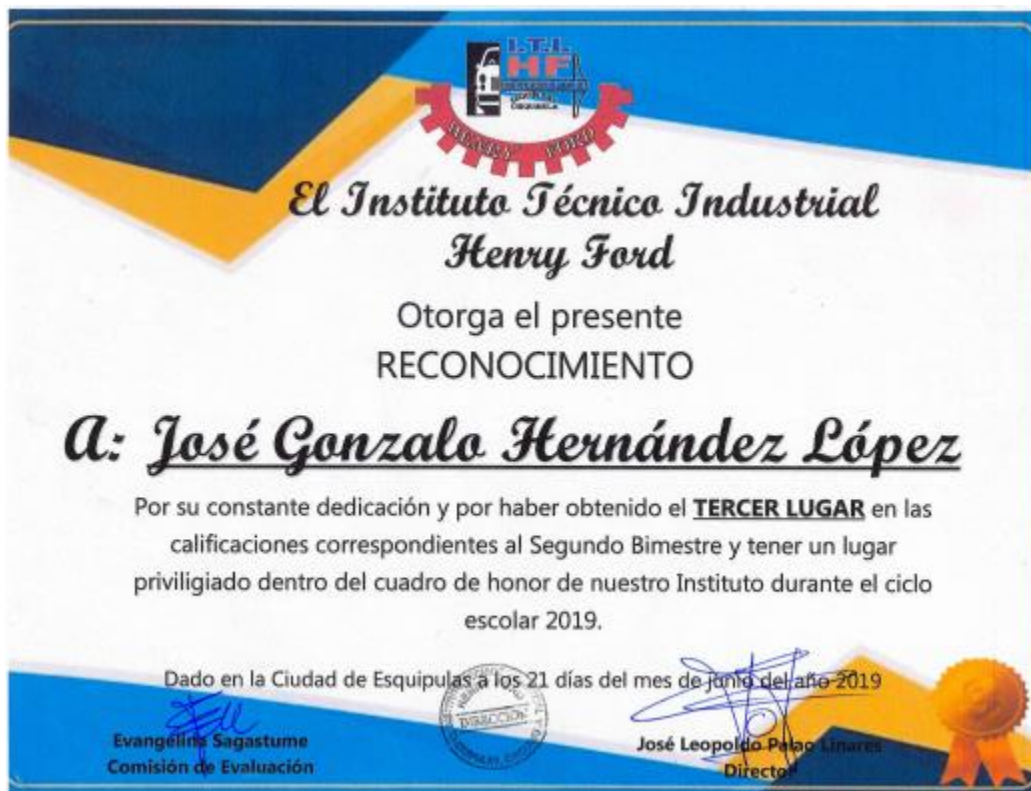 I.T.I.
HF
HENRY FORD
El Instituto Técnico Industrial
Henry Ford
Otorga el presente
RECONOCIMIENTO
A: José Gonzalo Hernández López
Por su constante dedicación y por haber obtenido el TERCER LUGAR en las
calificaciones correspondientes al Segundo Bimestre y tener un lugar
priviligiado dentro del cuadro de honor de nuestro Instituto durante el ciclo
escolar 2019.
Dado en la Ciudad de Esquipulas a los 21 días del mes de junio del año 2019
DIRECCION
Evangelina Sagastume
Comisión de Evaluación
José Leopoldo Palao Linares
Director